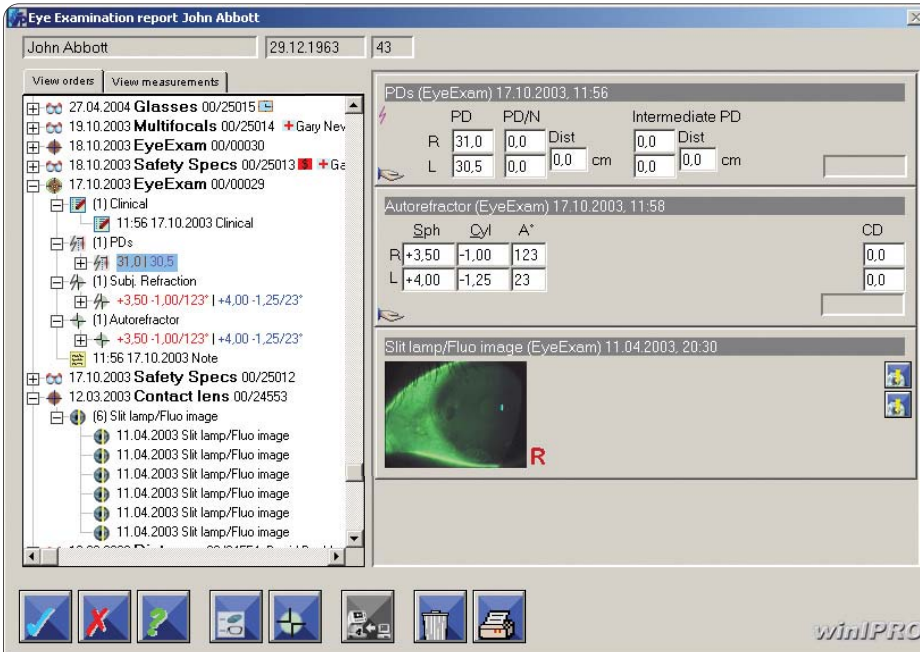 Eye Examination report John Abbott
John Abbott 29.12.1963 43
View orders View measurements
27.04.2004 Glasses 00/25015
19.10.2003 Multifocals 00/25014 +Gary Nev
18.10.2003 EyeExam 00/00030
18.10.2003 Safety Specs 00/25013 $ +Ga
17.10.2003 EyeExam 00/00029
(1) Clinical
11:56 17.10.2003 Clinical
(1) PDs
31,0 | 30,5
(1) Subj. Refraction
+3,50 -1,00/123° | +4,00 -1,25/23°
(1) Autorefractor
+3,50 -1,00/123° | +4,00 -1,25/23°
11:56 17.10.2003 Note
17.10.2003 Safety Specs 00/25012
12.03.2003 Contact lens 00/24553
(6) Slit lamp/Fluo image
11.04.2003 Slit lamp/Fluo image
11.04.2003 Slit lamp/Fluo image
11.04.2003 Slit lamp/Fluo image
11.04.2003 Slit lamp/Fluo image
11.04.2003 Slit lamp/Fluo image
11.04.2003 Slit lamp/Fluo image
PDs (EyeExam) 17.10.2003, 11:56
PD PD/N Intermediate PD
R 31,0 0,0 Dist 0,0 Dist
L 30,5 0,0 0,0 cm 0,0 0,0 cm
Autorefractor (EyeExam) 17.10.2003, 11:58
Sph Cyl A° CD
R +3,50 -1,00 123 0,0
L +4,00 -1,25 23 0,0
Slit lamp/Fluo image (EyeExam) 11.04.2003, 20:30
R
winIPRO